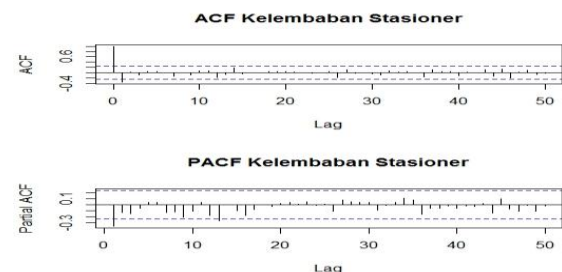 ACF Kelembaban Stasioner
ACF
0.6
-0.4
0 10 20 30 40 50
Lag
PACF Kelembaban Stasioner
Partial ACF
0.1
-0.3
0 10 20 30 40 50
Lag